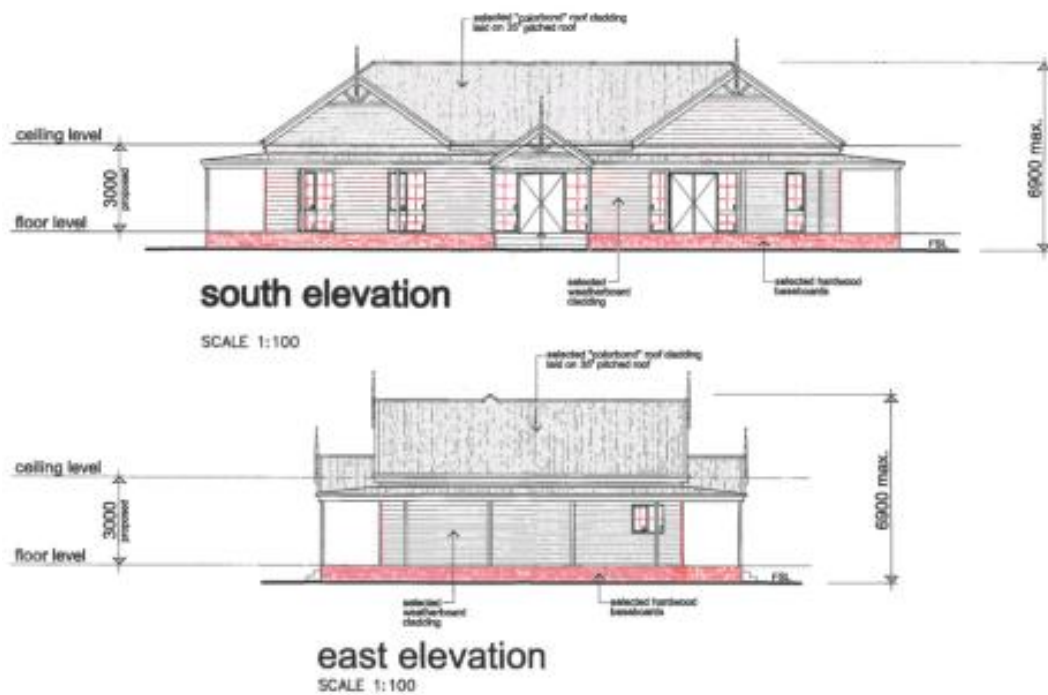 selected "colorbond" roof cladding
laid on 35° pitched roof
ceiling level
3000
proposed
floor level
6900 max.
FSL
selected
weatherboard
cladding
selected hardwood
baseboards
south elevation
SCALE 1:100
selected "colorbond" roof cladding
laid on 35° pitched roof
ceiling level
3000
proposed
floor level
6900 max.
FSL
selected
weatherboard
cladding
selected hardwood
baseboards
east elevation
SCALE 1:100